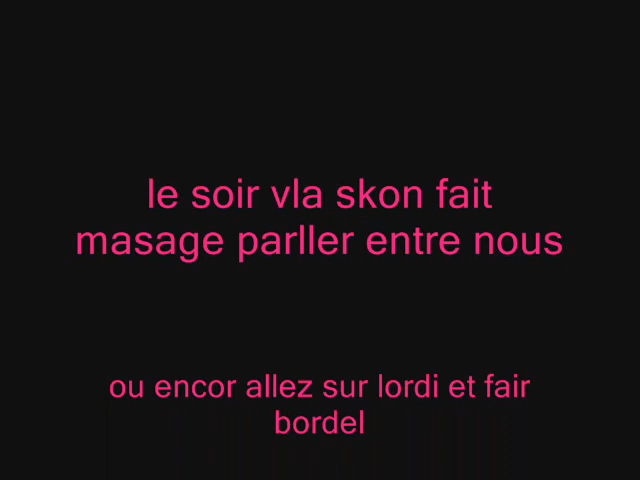 le soir vla skon fait
masage parller entre nous
ou encor allez sur lordi et fair
bordel